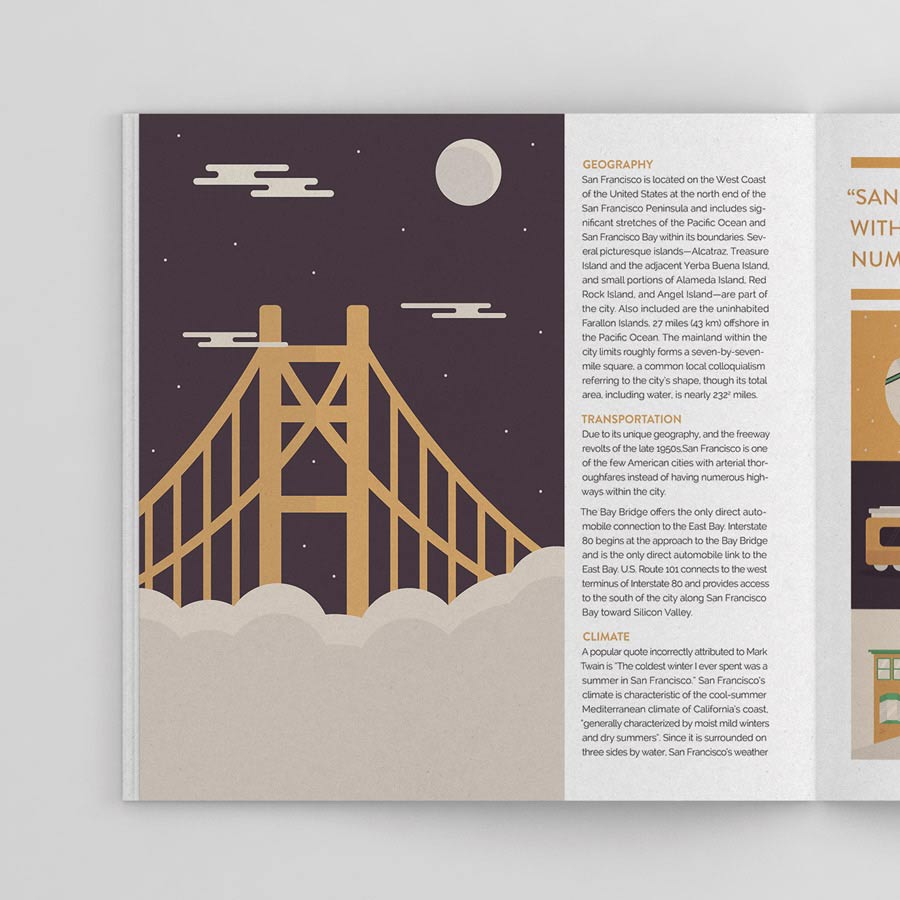 GEOGRAPHY
San Francisco is located on the West Coast
of the United States at the north end of the
San Francisco Peninsula and includes sig-
nificant stretches of the Pacific Ocean and
San Francisco Bay within its boundaries. Sev-
eral picturesque islands—Alcatraz, Treasure
Island and the adjacent Yerba Buena Island,
and small portions of Alameda Island, Red
Rock Island, and Angel Island—are part of
the city. Also included are the uninhabited
Farallon Islands, 27 miles (43 km) offshore in
the Pacific Ocean. The mainland within the
city limits roughly forms a seven-by-seven-
mile square, a common local colloquialism
referring to the city's shape, though its total
area, including water, is nearly 232² miles.
TRANSPORTATION
Due to its unique geography, and the freeway
revolts of the late 1950s,San Francisco is one
of the few American cities with arterial thor-
oughfares instead of having numerous high-
ways within the city.
The Bay Bridge offers the only direct auto-
mobile connection to the East Bay. Interstate
80 begins at the approach to the Bay Bridge
and is the only direct automobile link to the
East Bay. U.S. Route 101 connects to the west
terminus of Interstate 80 and provides access
to the south of the city along San Francisco
Bay toward Silicon Valley.
CLIMATE
A popular quote incorrectly attributed to Mark
Twain is "The coldest winter I ever spent was a
summer in San Francisco." San Francisco's
climate is characteristic of the cool-summer
Mediterranean climate of California's coast,
"generally characterized by moist mild winters
and dry summers". Since it is surrounded on
three sides by water, San Francisco's weather
“SAN
WITH
NUM